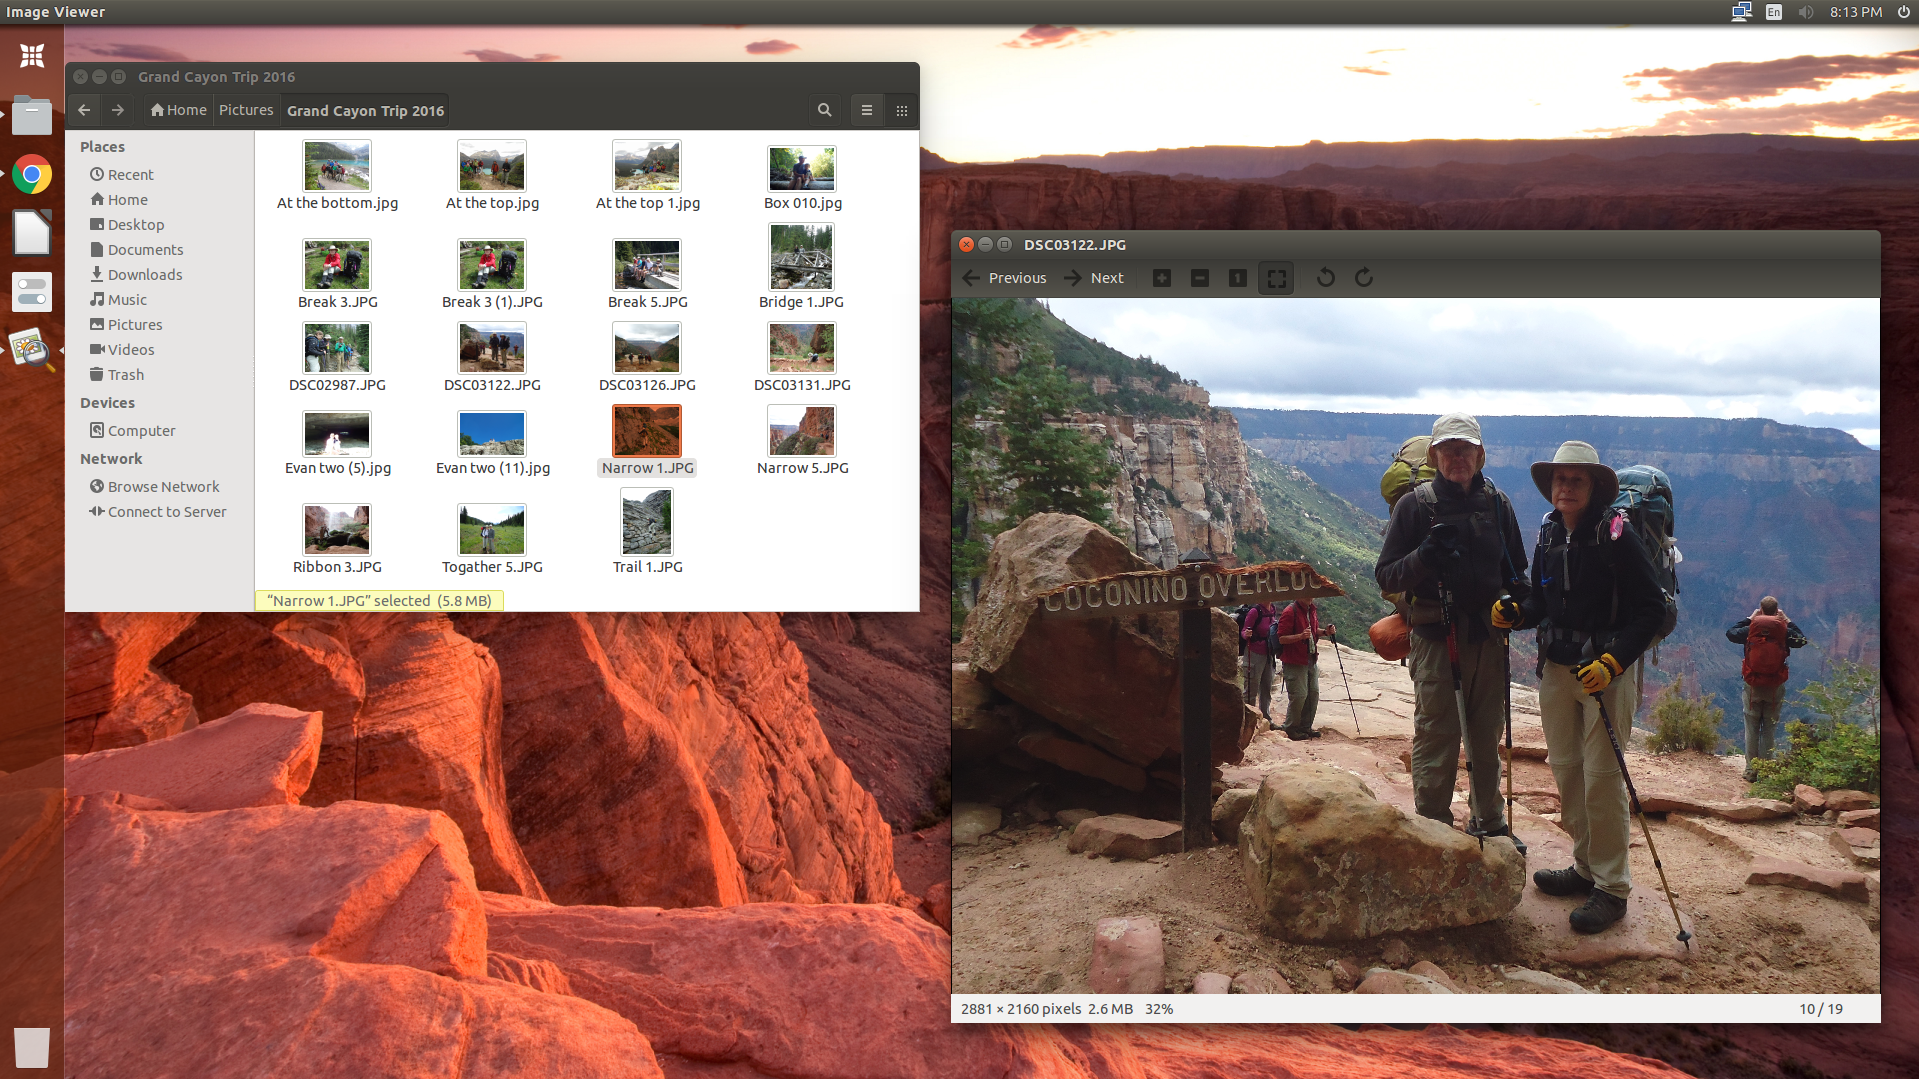 Image Viewer
En
8:13 PM
Grand Cayon Trip 2016
Home
Pictures
Grand Cayon Trip 2016
Places
Recent
Home
Desktop
Documents
Downloads
Music
Pictures
Videos
Trash
Devices
Computer
Network
Browse Network
Connect to Server
At the bottom.jpg
At the top.jpg
At the top 1.jpg
Box 010.jpg
Break 3.JPG
Break 3 (1).JPG
Break 5.JPG
Bridge 1.JPG
DSC02987.JPG
DSC03122.JPG
DSC03126.JPG
DSC03131.JPG
Evan two (5).jpg
Evan two (11).jpg
Narrow 1.JPG
Narrow 5.JPG
Ribbon 3.JPG
Togather 5.JPG
Trail 1.JPG
“Narrow 1.JPG” selected (5.8 MB)
DSC03122.JPG
Previous
Next
1
COCONINO OVERLOO
2881 × 2160 pixels 2.6 MB 32%
10 / 19